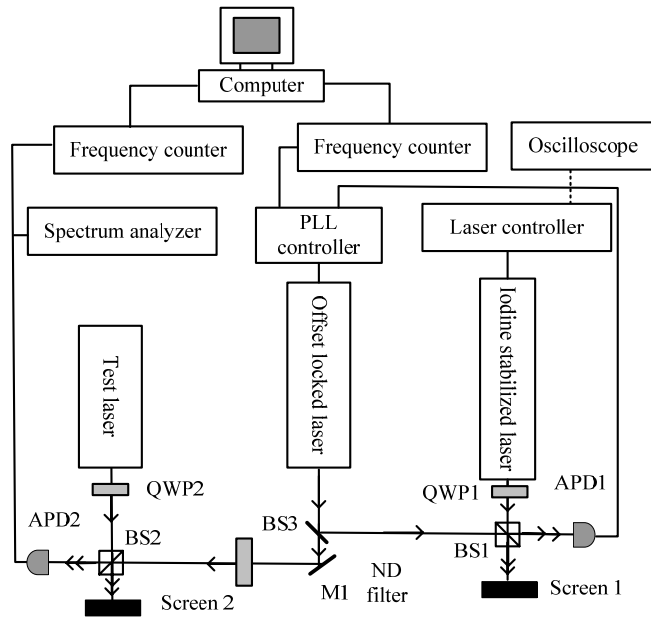 Computer
Frequency counter
Frequency counter
Oscilloscope
Spectrum analyzer
PLL
controller
Laser controller
Test laser
Offset locked laser
Iodine stabilized laser
QWP2
QWP1
APD1
APD2
BS2
BS3
BS1
M1
ND
filter
Screen 2
Screen 1